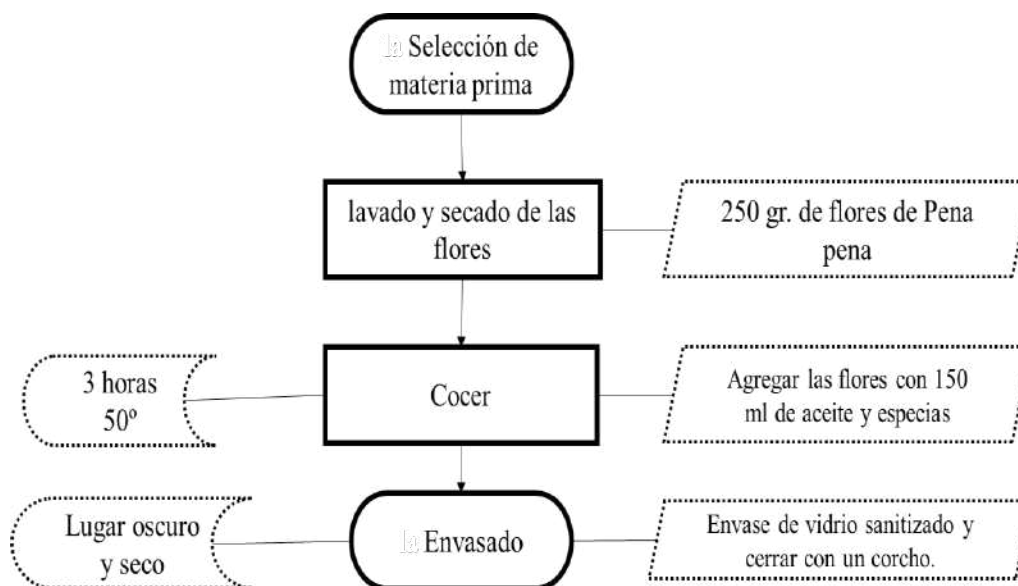 la Selección de
materia prima
lavado y secado de las
flores
250 gr. de flores de Pena
pena
3 horas
50º
Cocer
Agregar las flores con 150
ml de aceite y especias
Lugar oscuro
y seco
la Envasado
Envase de vidrio sanitizado y
cerrar con un corcho.